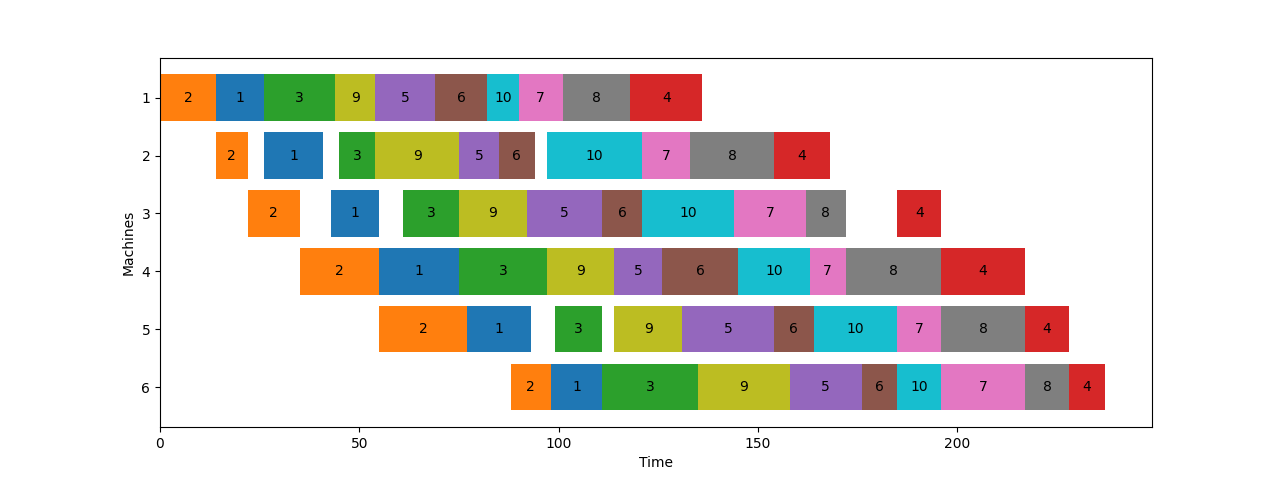 1 2 1 3 9 5 6 10 7 8 4
2 2 1 3 9 5 6 10 7 8 4
3 2 1 3 9 5 6 10 7 8 4
4 2 1 3 9 5 6 10 7 8 4
5 2 1 3 9 5 6 10 7 8 4
6 2 1 3 9 5 6 10 7 8 4
Machines
0 50 100 150 200
Time